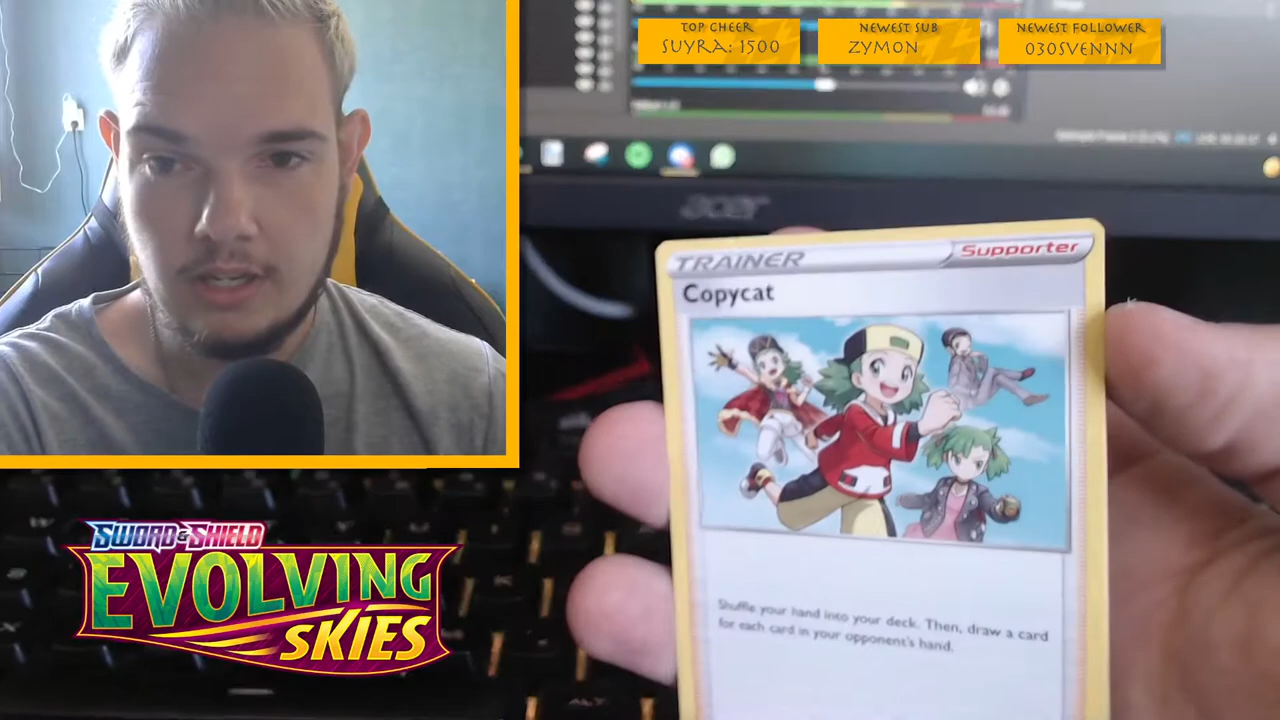 TOP CHEER
SUYRA: 1500
NEWEST SUB
ZYMON
NEWEST FOLLOWER
030SVENNN
acer
TRAINER
Supporter
Copycat
Shuffle your hand into your deck. Then, draw a card
for each card in your opponent's hand.
SWORD & SHIELD
EVOLVING
SKIES
ALT